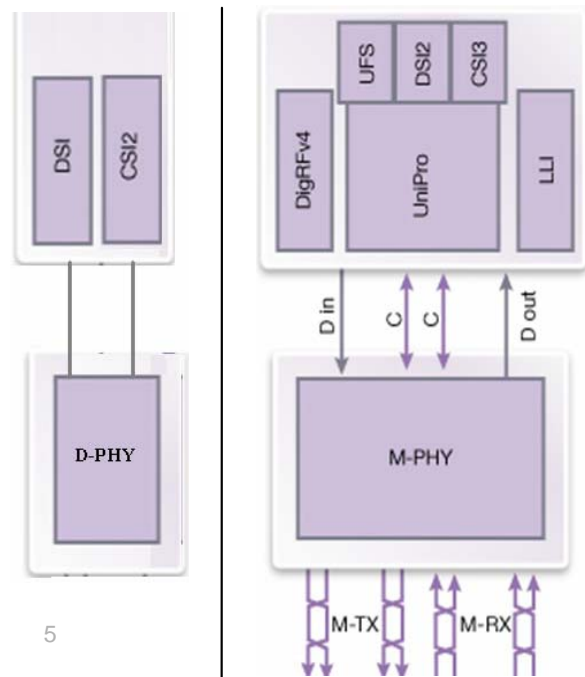 DSI
CSI2
D-PHY
5
UFS
DSI2
CSI3
DigRFv4
UniPro
LLI
D in
C
C
D out
M-PHY
M-TX
M-RX